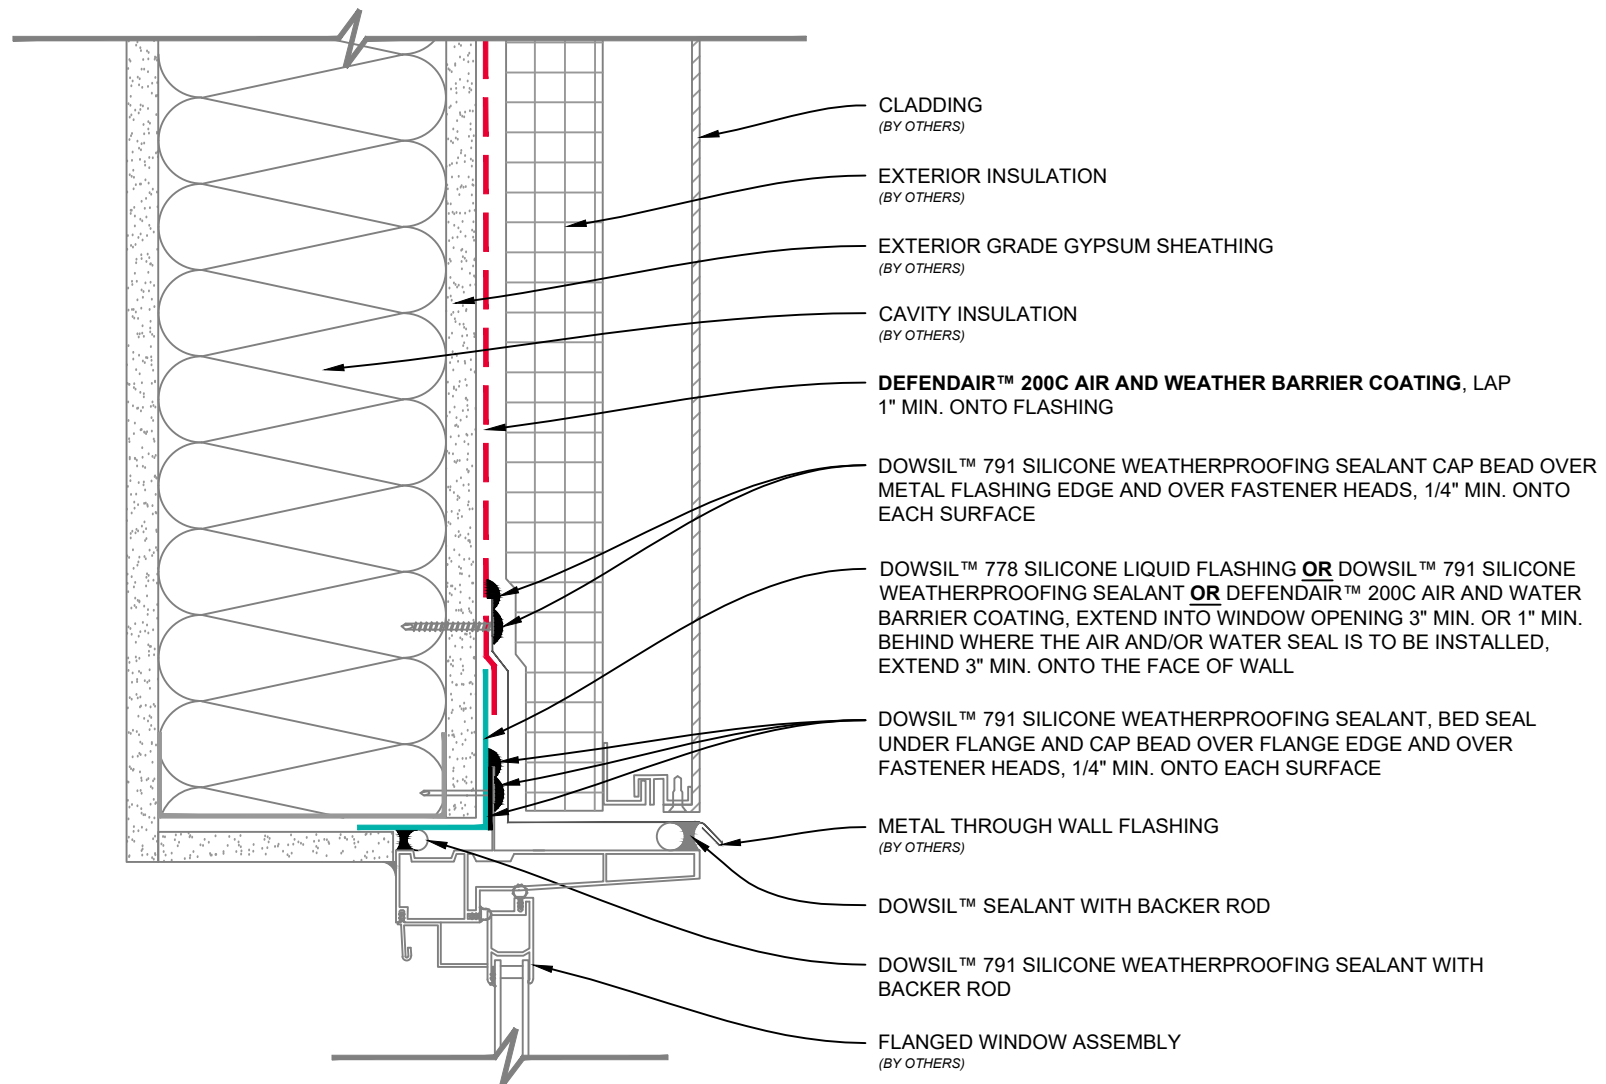 CLADDING
(BY OTHERS)
EXTERIOR INSULATION
(BY OTHERS)
EXTERIOR GRADE GYPSUM SHEATHING
(BY OTHERS)
CAVITY INSULATION
(BY OTHERS)
DEFENDAIR™ 200C AIR AND WEATHER BARRIER COATING, LAP
1" MIN. ONTO FLASHING
DOWSIL™ 791 SILICONE WEATHERPROOFING SEALANT CAP BEAD OVER
METAL FLASHING EDGE AND OVER FASTENER HEADS, 1/4" MIN. ONTO
EACH SURFACE
DOWSIL™ 778 SILICONE LIQUID FLASHING OR DOWSIL™ 791 SILICONE
WEATHERPROOFING SEALANT OR DEFENDAIR™ 200C AIR AND WATER
BARRIER COATING, EXTEND INTO WINDOW OPENING 3" MIN. OR 1" MIN.
BEHIND WHERE THE AIR AND/OR WATER SEAL IS TO BE INSTALLED,
EXTEND 3" MIN. ONTO THE FACE OF WALL
DOWSIL™ 791 SILICONE WEATHERPROOFING SEALANT, BED SEAL
UNDER FLANGE AND CAP BEAD OVER FLANGE EDGE AND OVER
FASTENER HEADS, 1/4" MIN. ONTO EACH SURFACE
METAL THROUGH WALL FLASHING
(BY OTHERS)
DOWSIL™ SEALANT WITH BACKER ROD
DOWSIL™ 791 SILICONE WEATHERPROOFING SEALANT WITH
BACKER ROD
FLANGED WINDOW ASSEMBLY
(BY OTHERS)